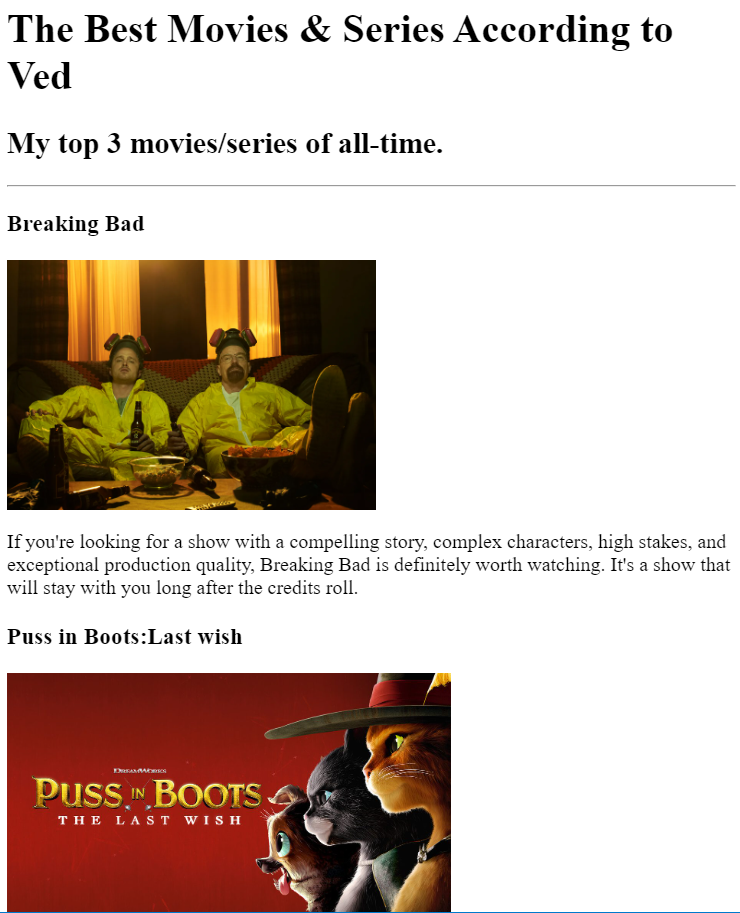 The Best Movies & Series According to
Ved
My top 3 movies/series of all-time.
Breaking Bad
If you're looking for a show with a compelling story, complex characters, high stakes, and
exceptional production quality, Breaking Bad is definitely worth watching. It's a show that
will stay with you long after the credits roll.
Puss in Boots:Last wish
DREAMWORKS
PUSS IN BOOTS
THE LAST WISH